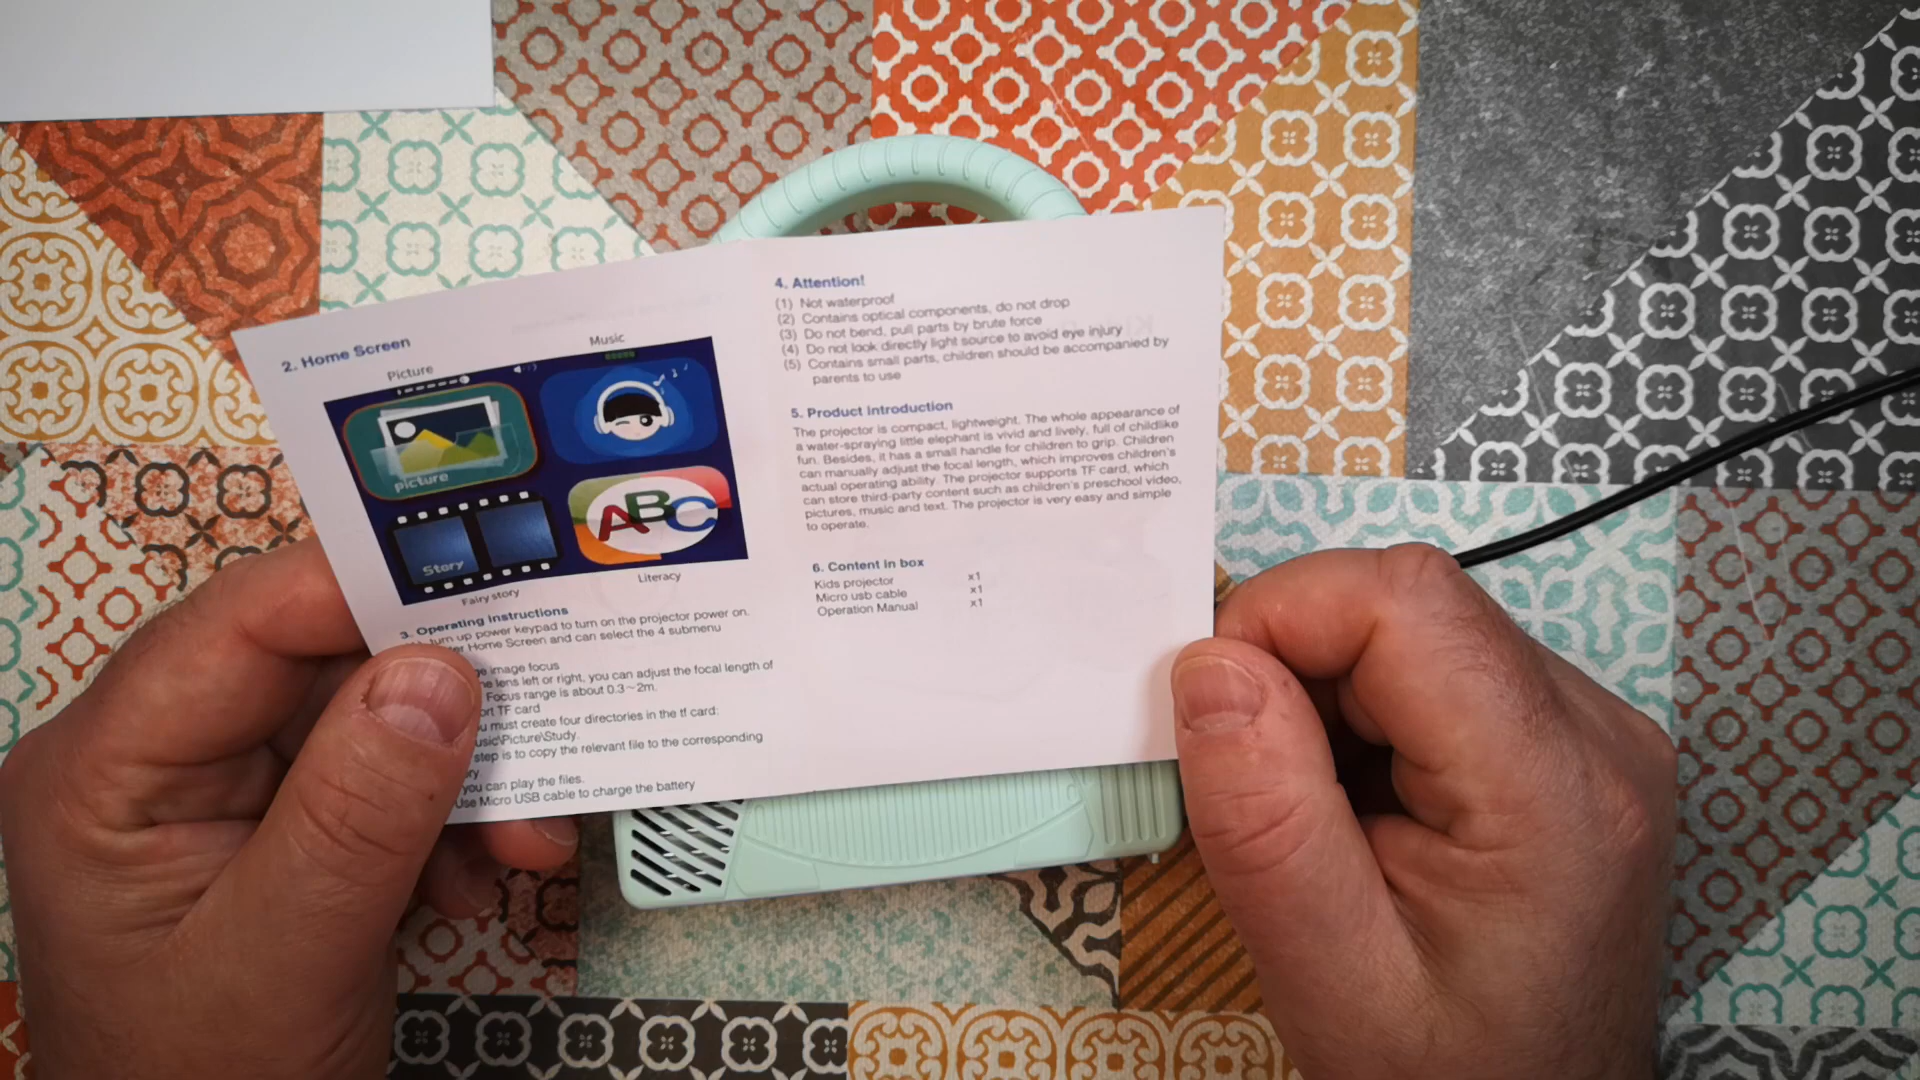 2. Home Screen
Picture
Music
picture
ABC
Story
Fairy story
Literacy
3. Operating Instructions
turn up power keypad to turn on the projector power on.
Home Screen and can select the 4 submenu
image focus
lens left or right, you can adjust the focal length of
Focus range is about 0.3~2m.
TF card
must create four directories in the tf card:
\Picture\Study.
step is to copy the relevant file to the corresponding
you can play the files.
Use Micro USB cable to charge the battery
4. Attention!
(1) Not waterproof
(2) Contains optical components, do not drop
(3) Do not bend, pull parts by brute force
(4) Do not look directly light source to avoid eye injury
(5) Contains small parts, children should be accompanied by
parents to use
5. Product introduction
The projector is compact, lightweight. The whole appearance of
a water-spraying little elephant is vivid and lively, full of childlike
fun. Besides, it has a small handle for children to grip. Children
can manually adjust the focal length, which improves children's
actual operating ability. The projector supports TF card, which
can store third-party content such as children's preschool video,
pictures, music and text. The projector is very easy and simple
to operate.
6. Content in box
Kids projector x1
Micro usb cable x1
Operation Manual x1